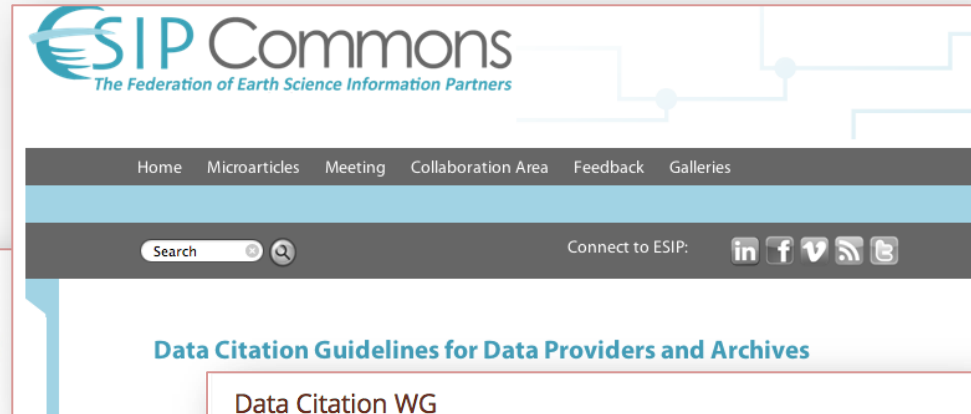 ESIP Commons
The Federation of Earth Science Information Partners
Home Microarticles Meeting Collaboration Area Feedback Galleries
Search Connect to ESIP:
Data Citation Guidelines for Data Providers and Archives
Data Citation WG